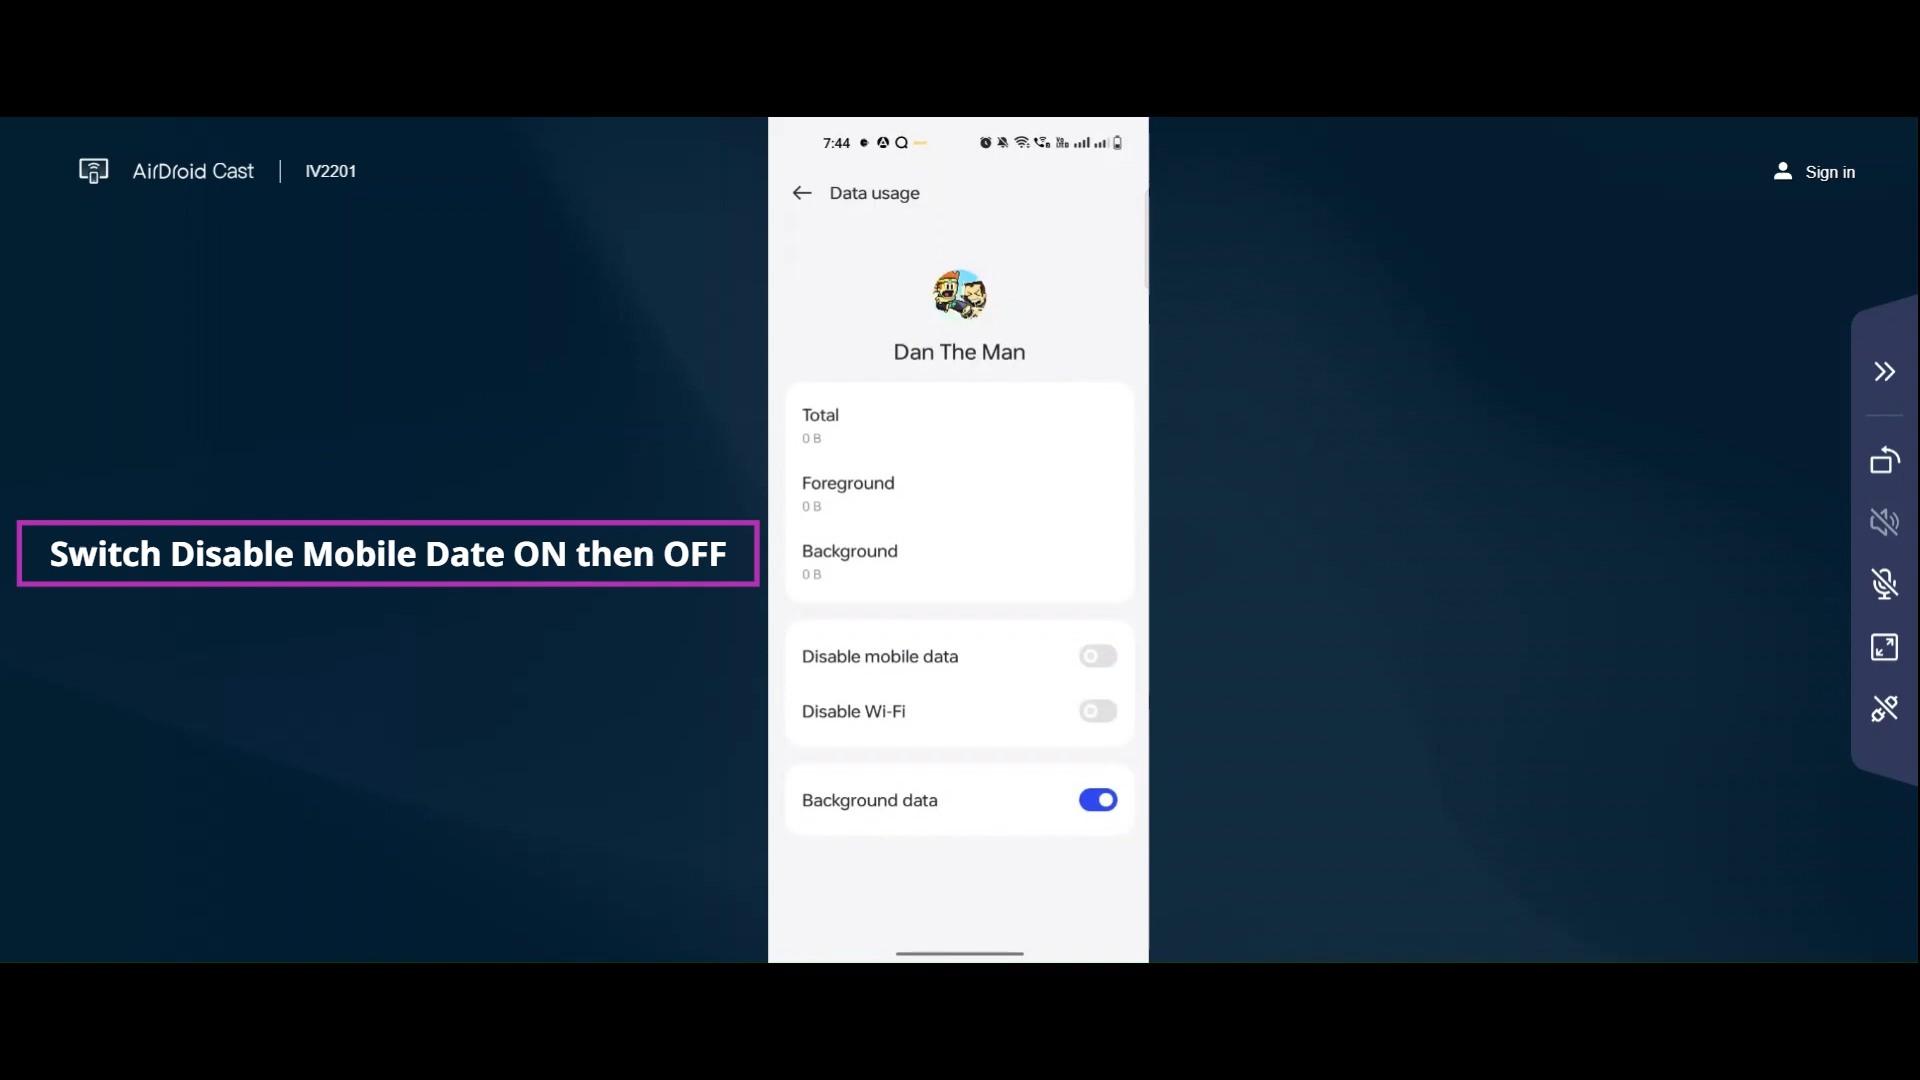 7:44
AirDroid Cast | IV2201
Sign in
Data usage
Dan The Man
Total
0 B
Foreground
0 B
Switch Disable Mobile Date ON then OFF
Background
0 B
Disable mobile data
Disable Wi-Fi
Background data